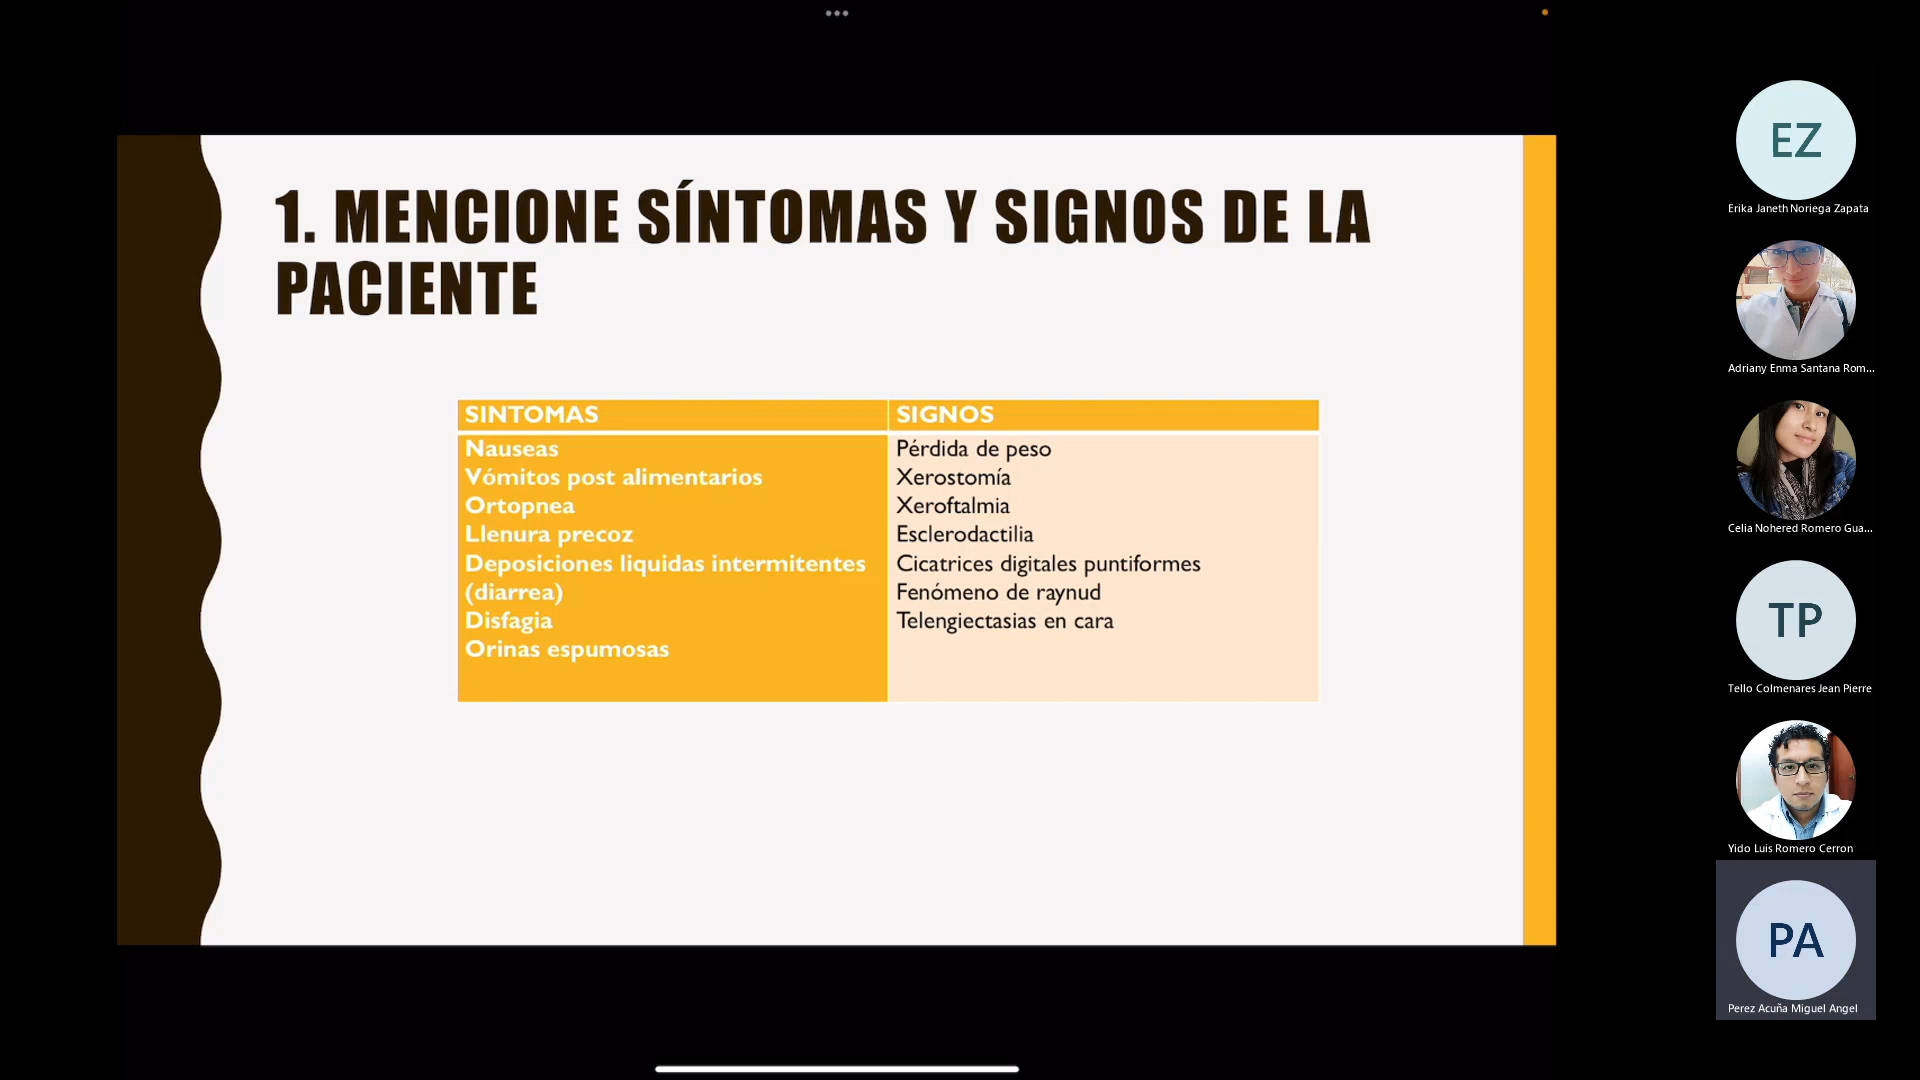 1. MENCIONE SÍNTOMAS Y SIGNOS DE LA
PACIENTE
SINTOMAS
Nauseas
Vómitos post alimentarios
Ortopnea
Llenura precoz
Deposiciones liquidas intermitentes
(diarrea)
Disfagia
Orinas espumosas
SIGNOS
Pérdida de peso
Xerostomía
Xeroftalmia
Esclerodactilia
Cicatrices digitales puntiformes
Fenómeno de raynud
Telengiectasias en cara
EZ
Erika Janeth Noriega Zapata
Adriany Enma Santana Rom...
Celia Nohered Romero Gua...
TP
Tello Colmenares Jean Pierre
Yido Luis Romero Cerron
PA
Perez Acuña Miguel Angel